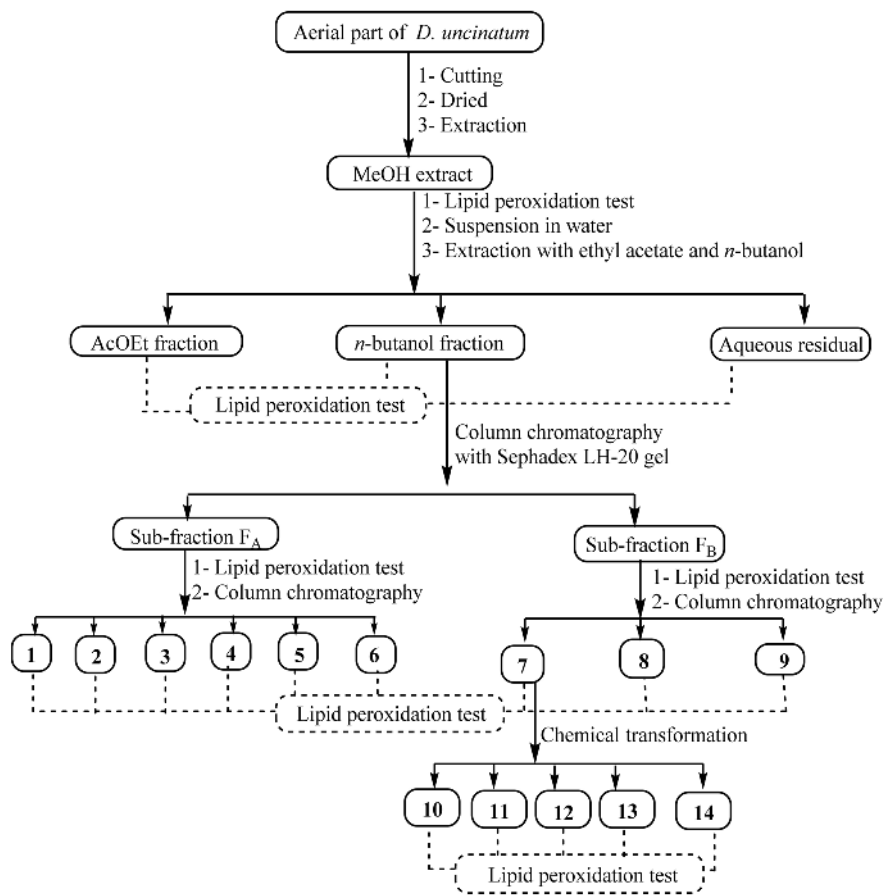 Aerial part of D. uncinatum
1- Cutting
2- Dried
3- Extraction
MeOH extract
1- Lipid peroxidation test
2- Suspension in water
3- Extraction with ethyl acetate and n-butanol
AcOEt fraction
n-butanol fraction
Aqueous residual
Lipid peroxidation test
Column chromatography
with Sephadex LH-20 gel
Sub-fraction FA
Sub-fraction FB
1- Lipid peroxidation test
2- Column chromatography
1- Lipid peroxidation test
2- Column chromatography
1 2 3 4 5 6 7 8 9
Lipid peroxidation test
Chemical transformation
10 11 12 13 14
Lipid peroxidation test